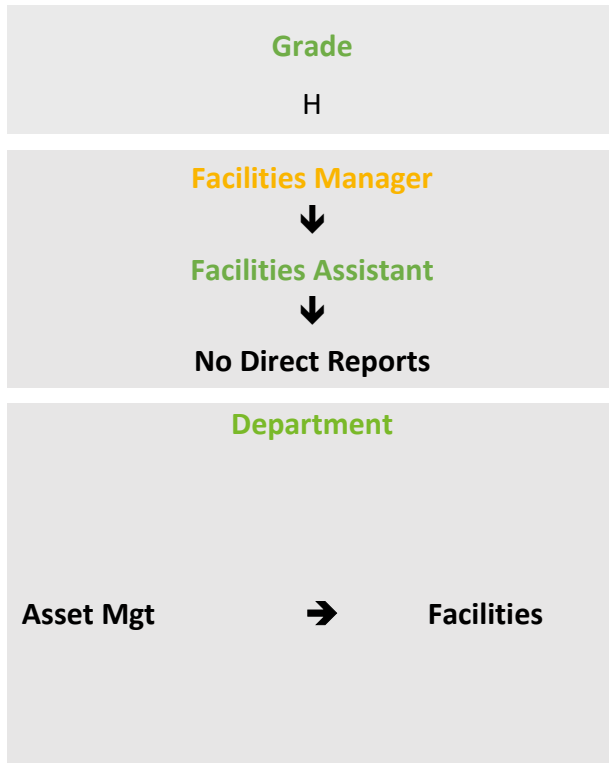 Grade
H
Facilities Manager
🡻
Facilities Assistant
🡻
No Direct Reports
Department
Asset Mgt 🡺 Facilities